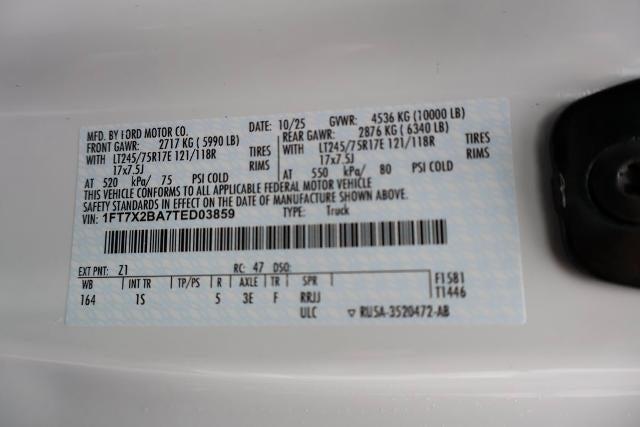 MFD. BY FORD MOTOR CO.
DATE: 10/25 GVWR: 4536 KG (10000 LB)
FRONT GAWR: 2717 KG ( 5990 LB)
REAR GAWR: 2876 KG ( 6340 LB)
WITH LT245/75R17E 121/118R TIRES
WITH LT245/75R17E 121/118R TIRES
17x7.5J RIMS
17x7.5J RIMS
AT 520 kPa/ 75 PSI COLD
AT 550 kPa/ 80 PSI COLD
THIS VEHICLE CONFORMS TO ALL APPLICABLE FEDERAL MOTOR VEHICLE
SAFETY STANDARDS IN EFFECT ON THE DATE OF MANUFACTURE SHOWN ABOVE.
VIN: 1FT7X2BA7TED03859 TYPE: Truck
EXT PNT: Z1 RC: 47 DSO:
WB INT TR TP/PS R AXLE TR SPR
164 1S 5 3E F RRJJ
ULC
F1581
T1446
▽ RU5A-3520472-AB